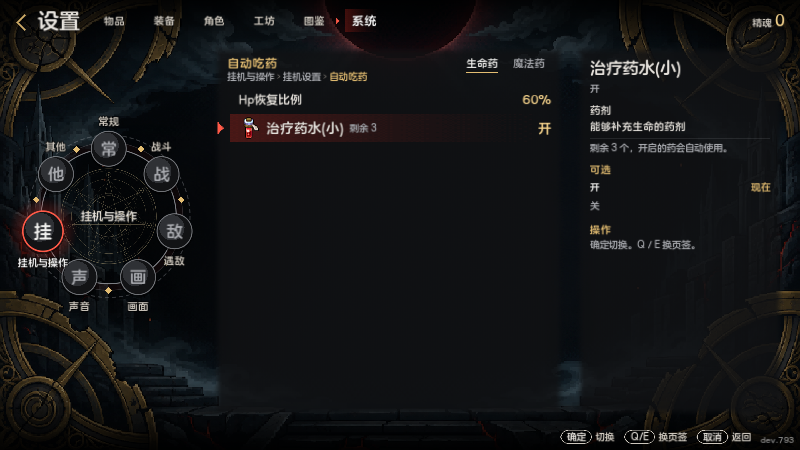 设置 物品 装备 角色 工坊 图鉴 系统 精魂 0
自动吃药 生命药 魔法药
挂机与操作 › 挂机设置 › 自动吃药
Hp恢复比例 60%
治疗药水(小) 剩余 3 开
治疗药水(小)
开
药剂
能够补充生命的药剂
剩余 3 个，开启的药会自动使用。
可选
开 现在
关
操作
确定切换。Q / E 换页签。
常规
常
其他
他
战斗
战
挂机与操作
挂
挂机与操作
敌
遇敌
声
声音
画
画面
确定 切换 Q/E 换页签 取消 返回 dev.793